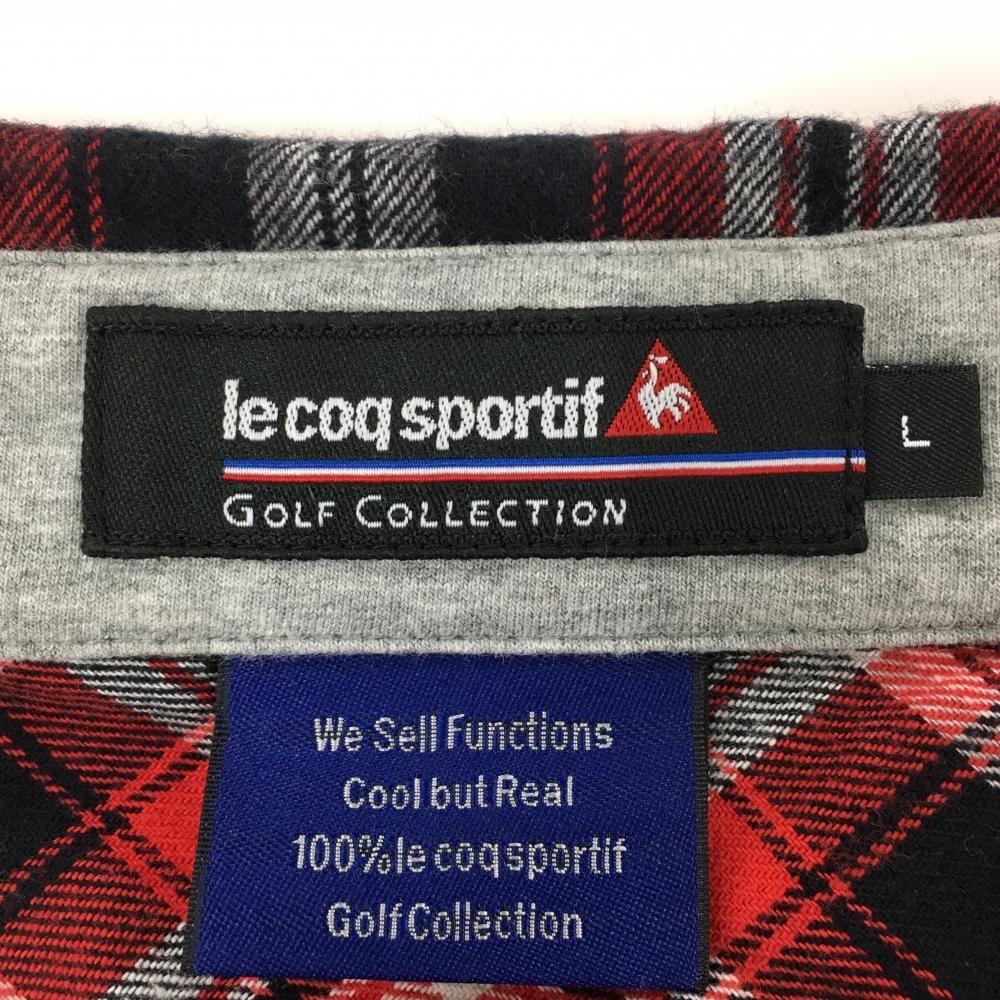 le coq sportif
GOLF COLLECTION
L
We Sell Functions
Cool but Real
100% le coq sportif
Golf Collection